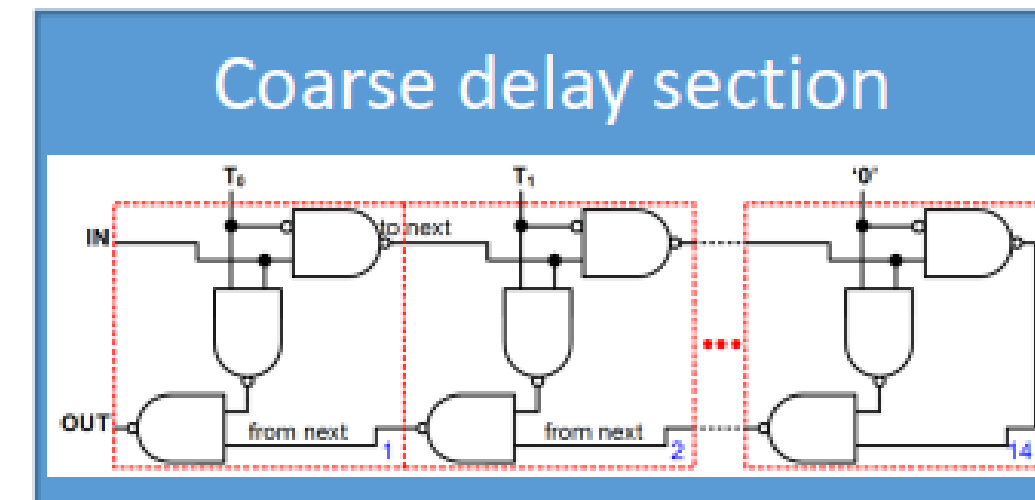 Coarse delay section
T₀ T₁ '0'
IN to next
OUT from next 1 from next 2 14